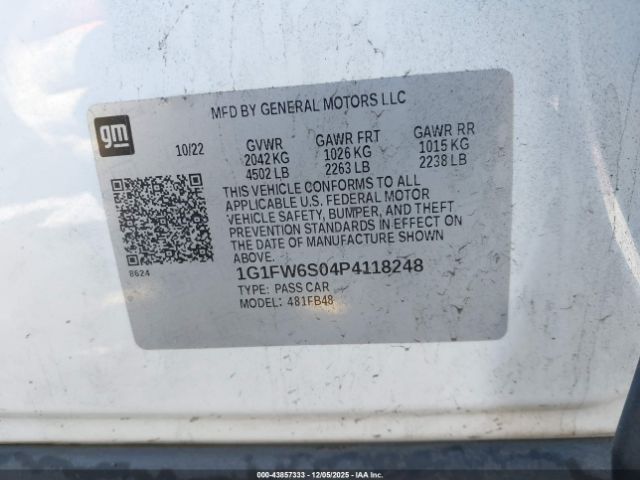 MFD BY GENERAL MOTORS LLC
gm
10/22
GVWR GAWR FRT GAWR RR
2042 KG 1026 KG 1015 KG
4502 LB 2263 LB 2238 LB
THIS VEHICLE CONFORMS TO ALL
APPLICABLE U.S. FEDERAL MOTOR
VEHICLE SAFETY, BUMPER, AND THEFT
PREVENTION STANDARDS IN EFFECT ON
THE DATE OF MANUFACTURE SHOWN
ABOVE.
8624
1G1FW6S04P4118248
TYPE: PASS CAR
MODEL: 481FB48
©-43857333 - 12/05/2025 - IAA Inc.